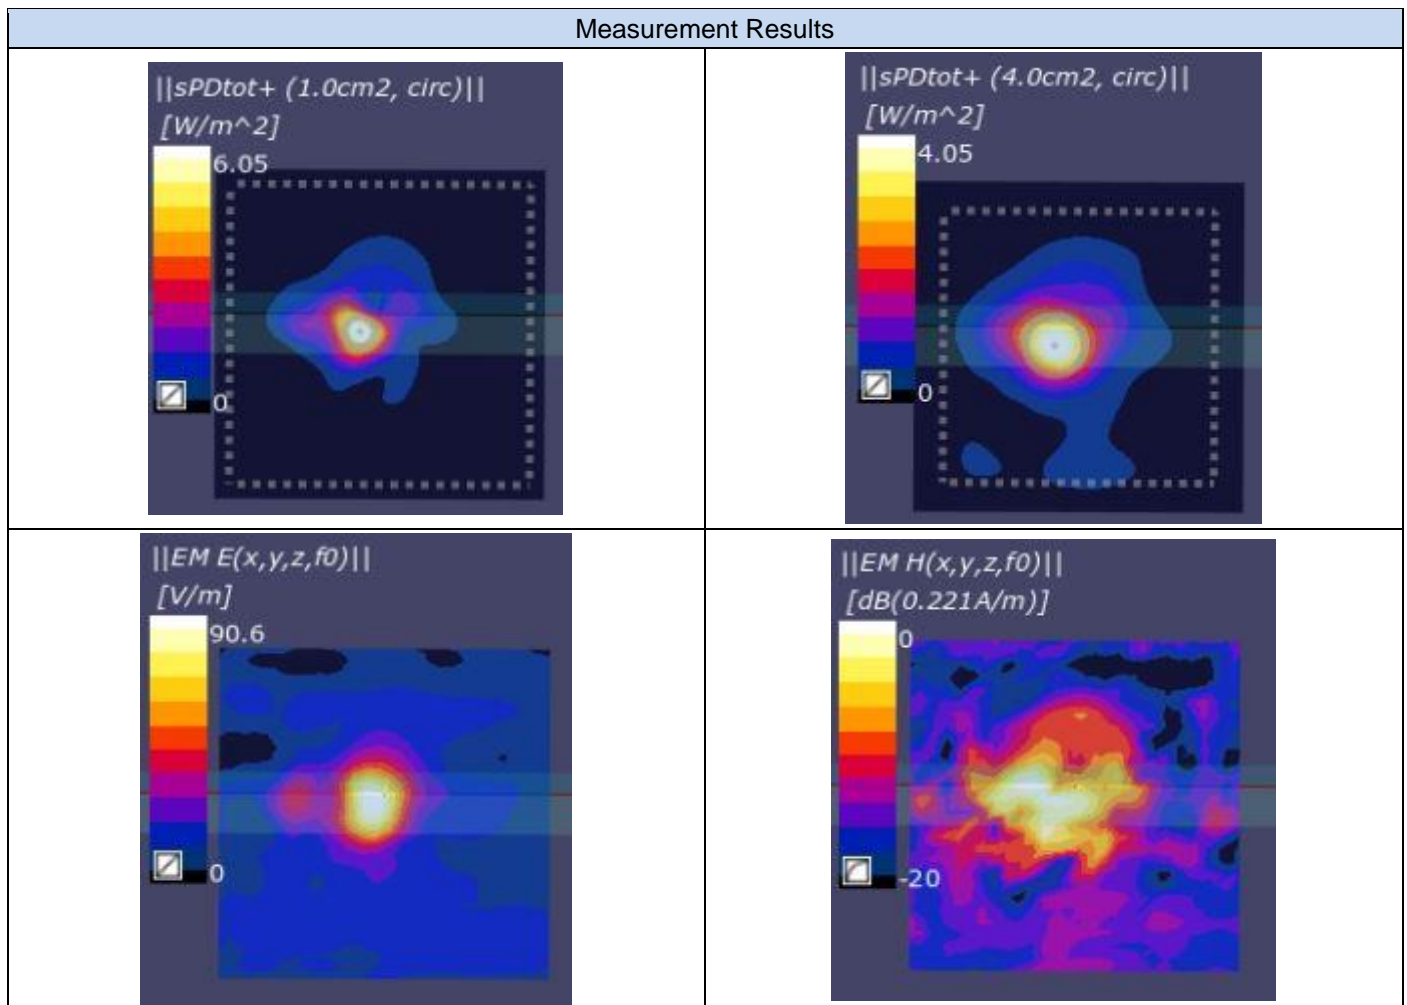 Measurement Results
||sPDtot+ (1.0cm2, circ)||
[W/m^2]
6.05
0
||sPDtot+ (4.0cm2, circ)||
[W/m^2]
4.05
0
||EM E(x,y,z,f0)||
[V/m]
90.6
0
||EM H(x,y,z,f0)||
[dB(0.221A/m)]
0
-20